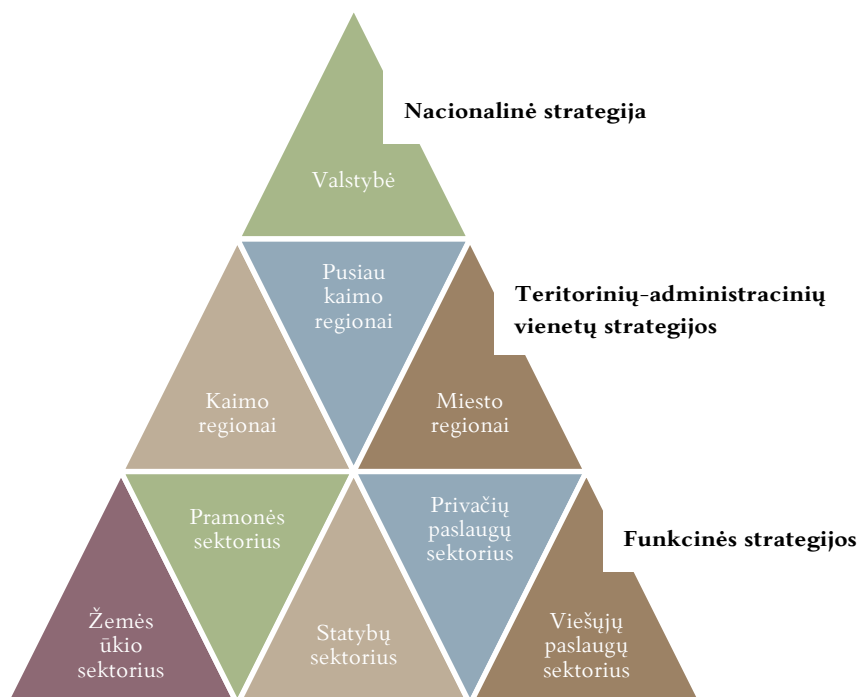 Nacionalinė strategija
Valstybė
Pusiau
kaimo
regionai
Teritorinių-administracinių
vienetų strategijos
Kaimo
regionai
Miesto
regionai
Pramonės
sektorius
Privačių
paslaugų
sektorius
Funkcinės strategijos
Žemės
ūkio
sektorius
Statybų
sektorius
Viešųjų
paslaugų
sektorius